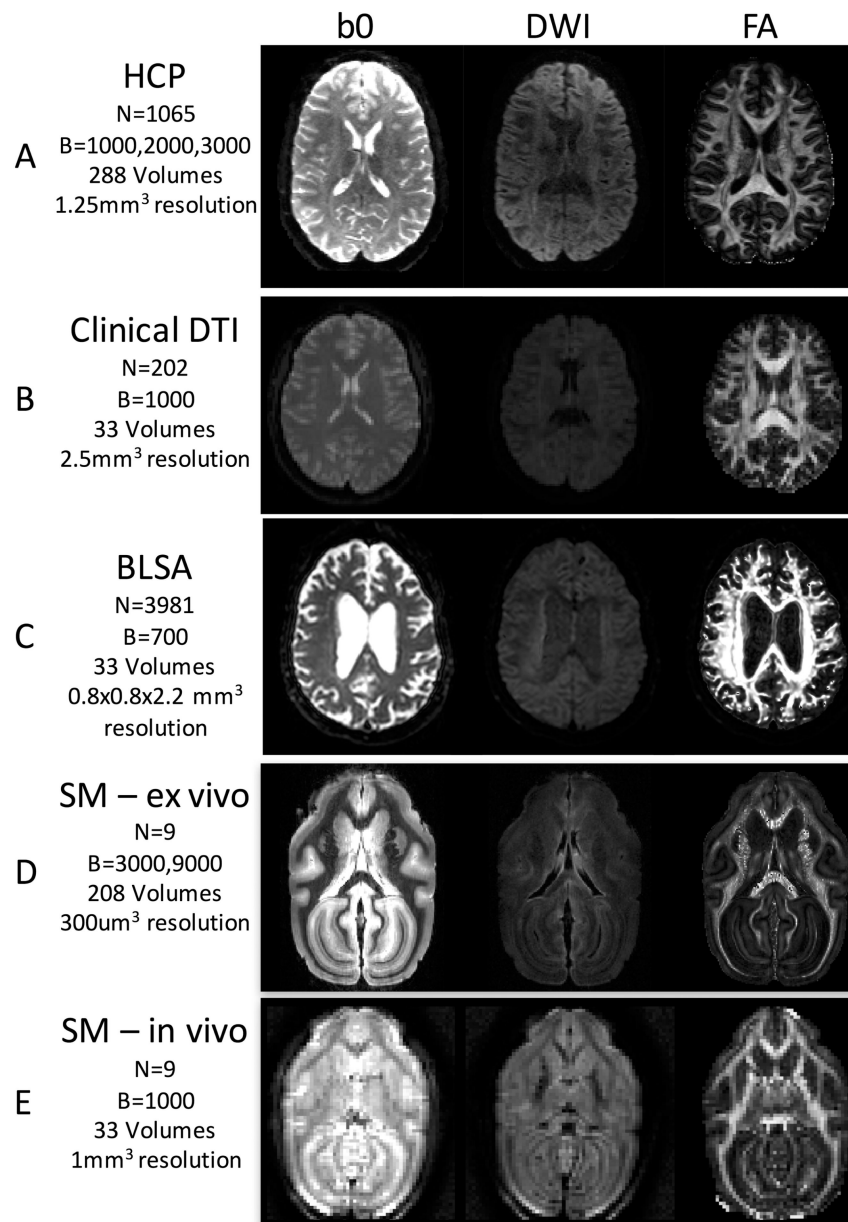 b0 DWI FA
HCP
N=1065
A
B=1000,2000,3000
288 Volumes
1.25mm³ resolution
Clinical DTI
N=202
B
B=1000
33 Volumes
2.5mm³ resolution
BLSA
N=3981
C
B=700
33 Volumes
0.8x0.8x2.2 mm³
resolution
SM – ex vivo
N=9
B=3000,9000
D
208 Volumes
300um³ resolution
SM – in vivo
N=9
E
B=1000
33 Volumes
1mm³ resolution